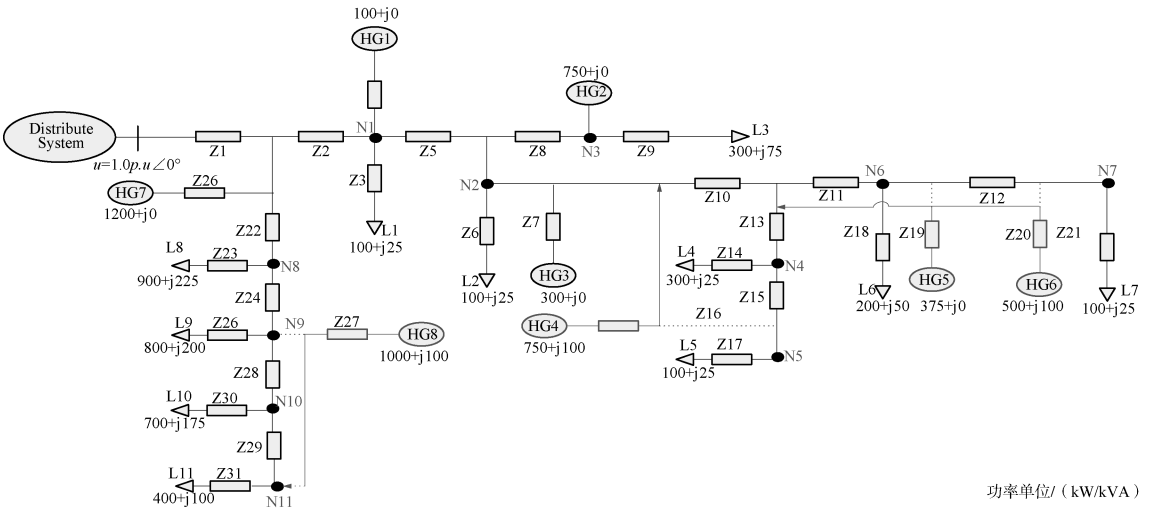 100+j0
HG1
750+j0
HG2
Distribute
System
N1
L3
Z1
Z2
Z5
Z8
N3
Z9
300+j75
u=1.0p.u∠0°
Z3
N6
N7
Z26
HG7
N2
Z10
Z11
Z12
1200+j0
Z22
L1
100+j25
Z6
Z7
Z13
Z18
Z19
Z20
Z21
L8
Z23
N8
900+j225
L4
Z14
N4
300+j25
HG3
L2
100+j25
300+j0
HG5
HG6
L6
200+j50
375+j0
500+j100
L7
100+j25
Z24
Z15
L9
Z26
N9
Z27
HG8
HG4
Z16
800+j200
1000+j100
750+j100
L5
Z17
N5
100+j25
Z28
L10
Z30
N10
700+j175
Z29
L11
Z31
400+j100
N11
功率单位/（kW/kVA）